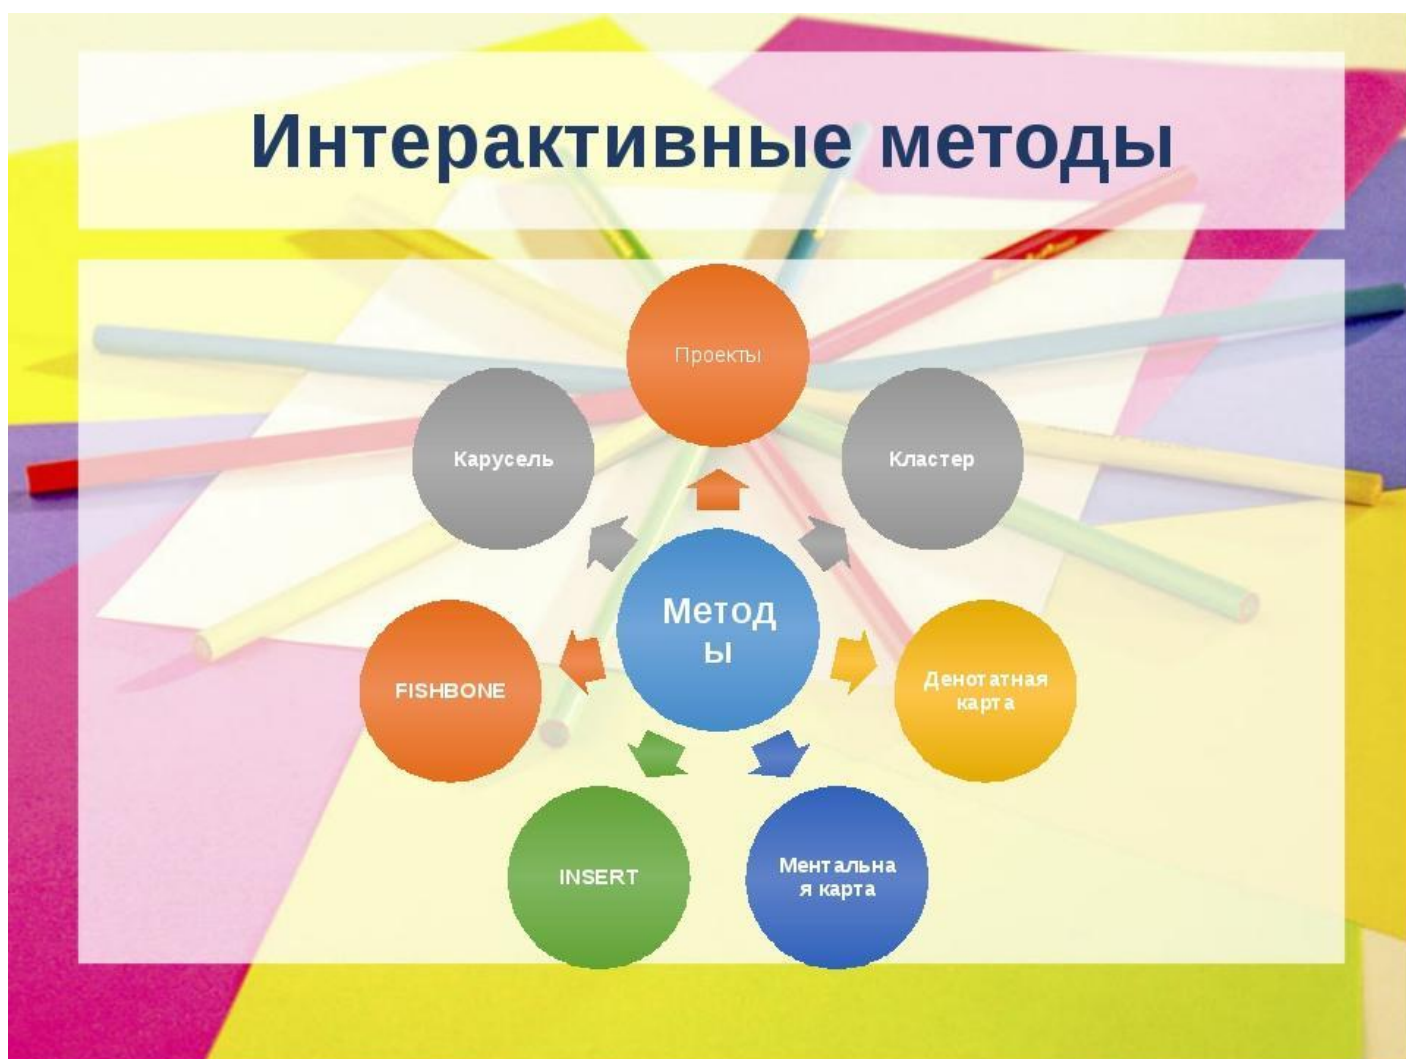 Интерактивные методы
Проекты
Карусель
Кластер
Метод
ы
FISHBONE
Денотатная
карта
INSERT
Ментальна
я карта